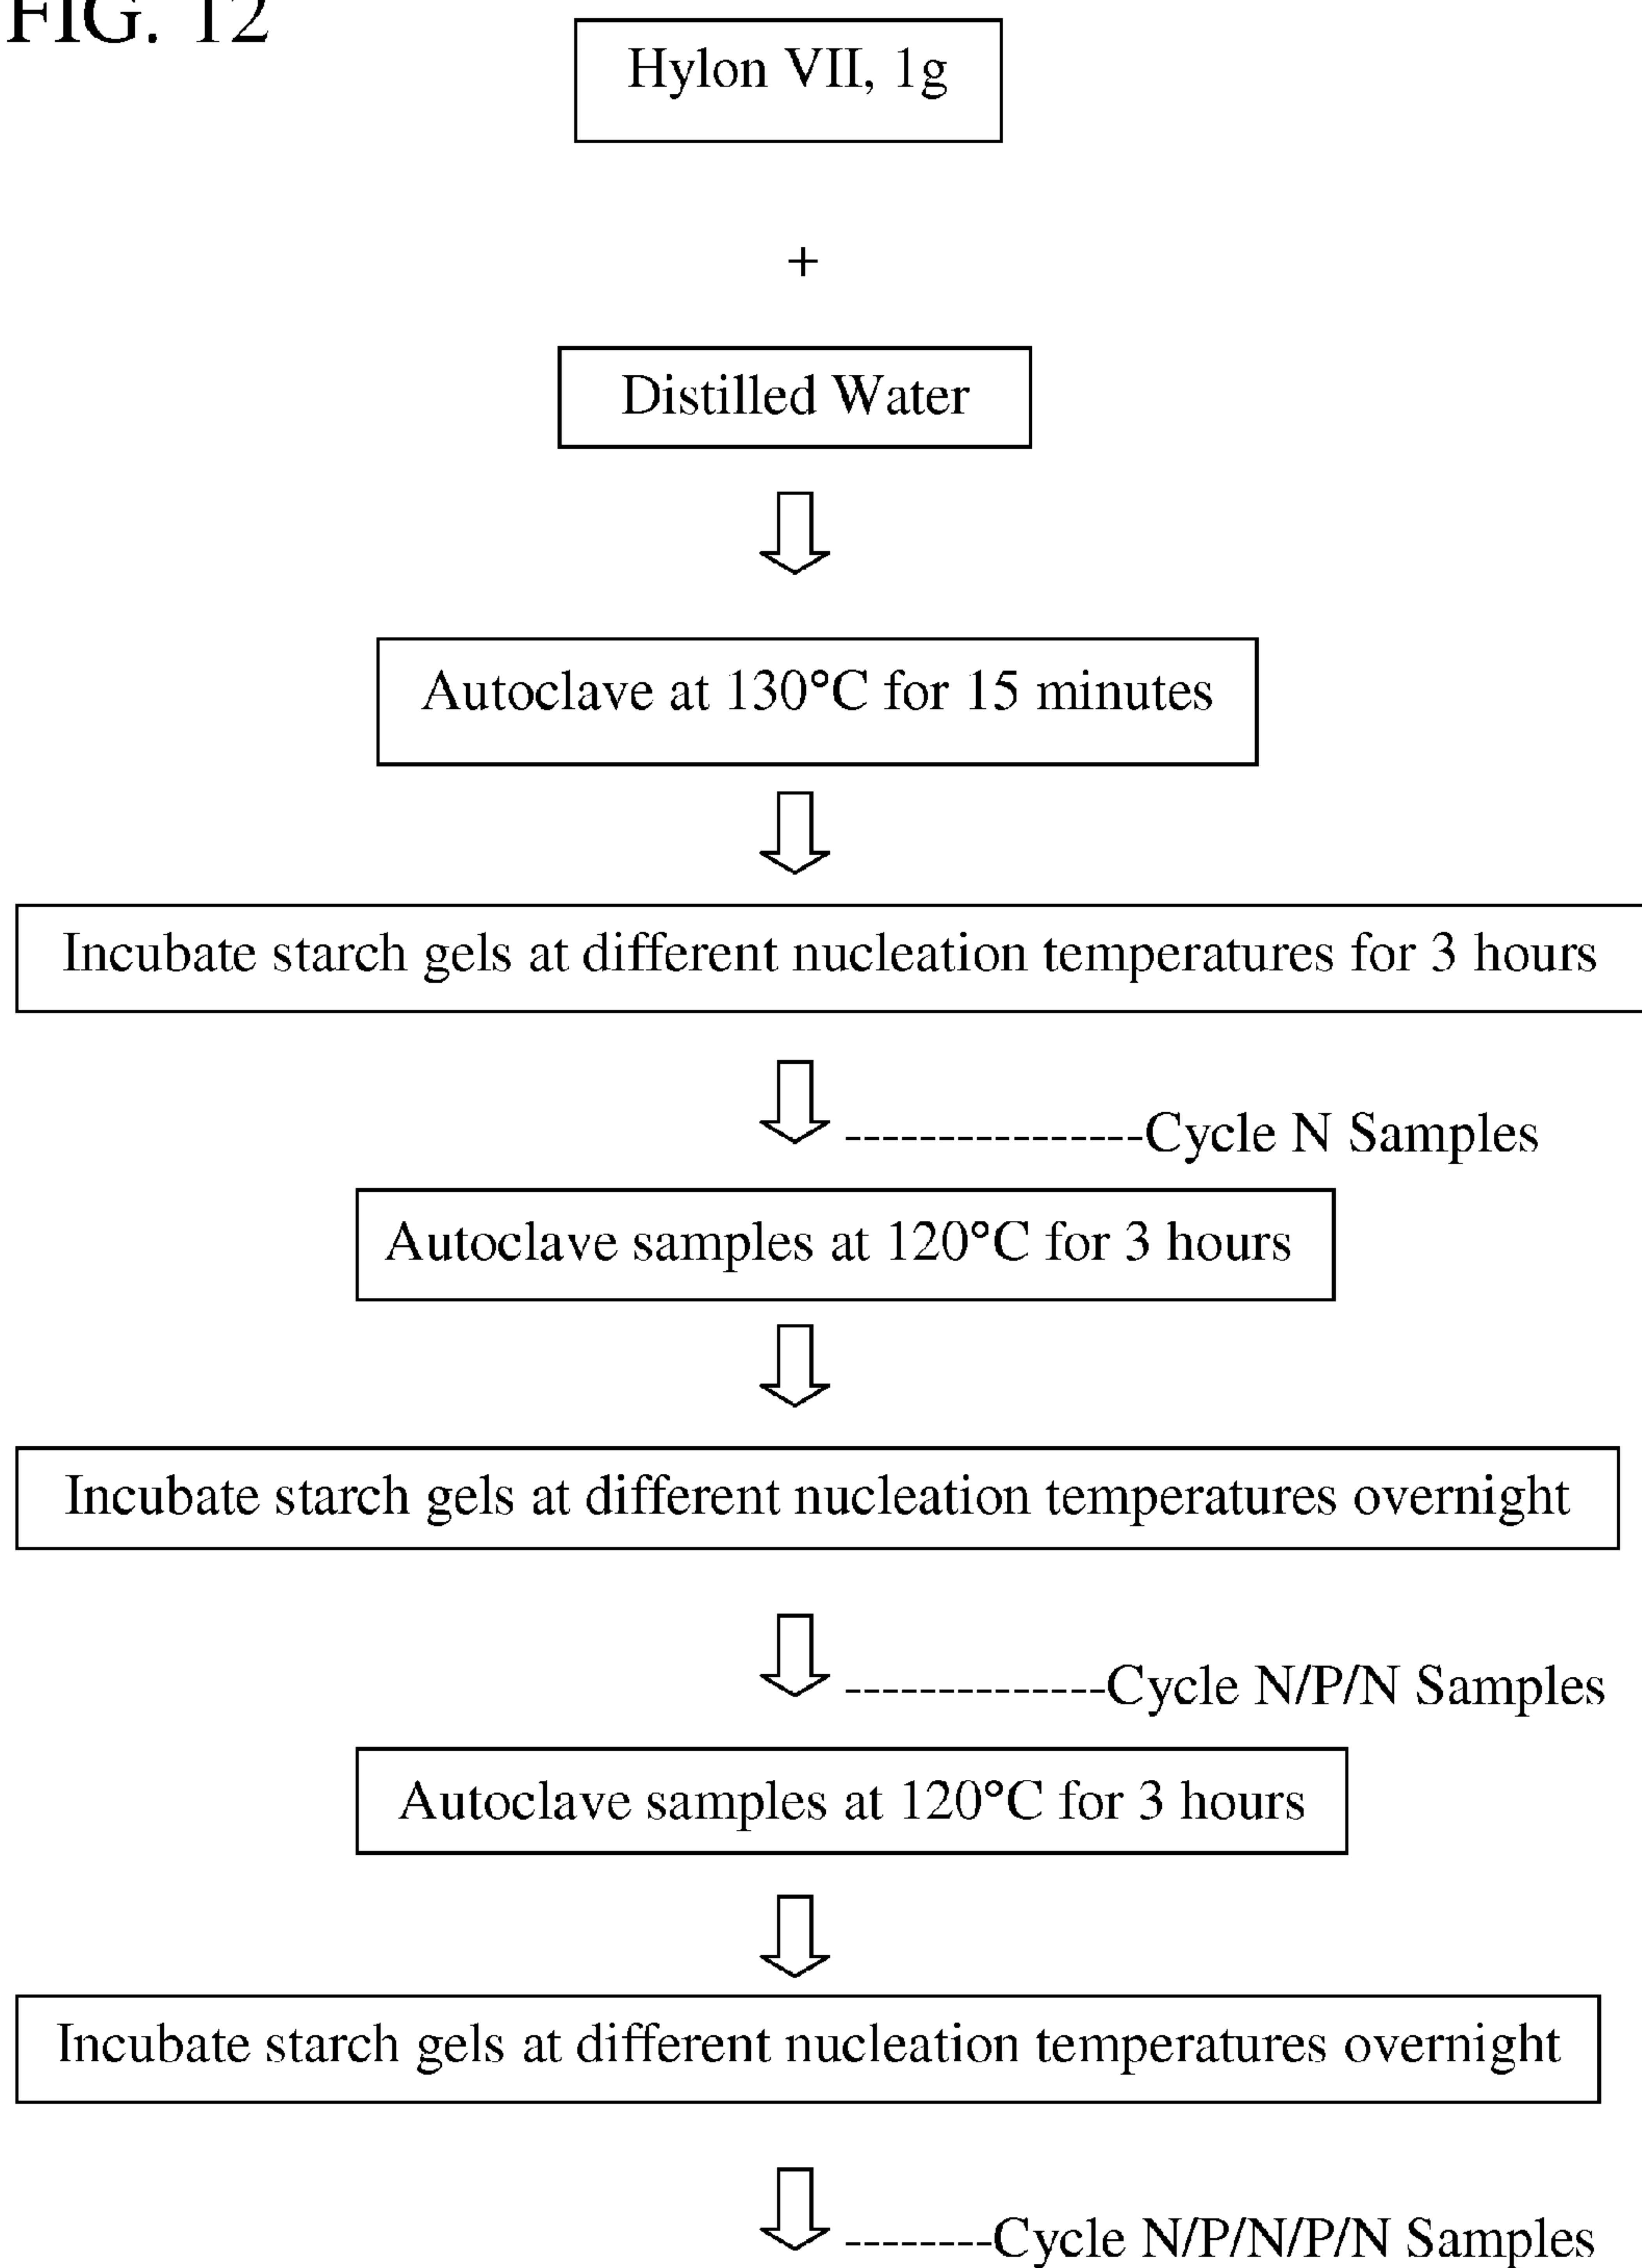 FIG. 12
Hylon VII, 1g
+
Distilled Water
Autoclave at 130°C for 15 minutes
Incubate starch gels at different nucleation temperatures for 3 hours
Cycle N Samples
Autoclave samples at 120°C for 3 hours
Incubate starch gels at different nucleation temperatures overnight
Cycle N/P/N Samples
Autoclave samples at 120°C for 3 hours
Incubate starch gels at different nucleation temperatures overnight
Cycle N/P/N/P/N Samples